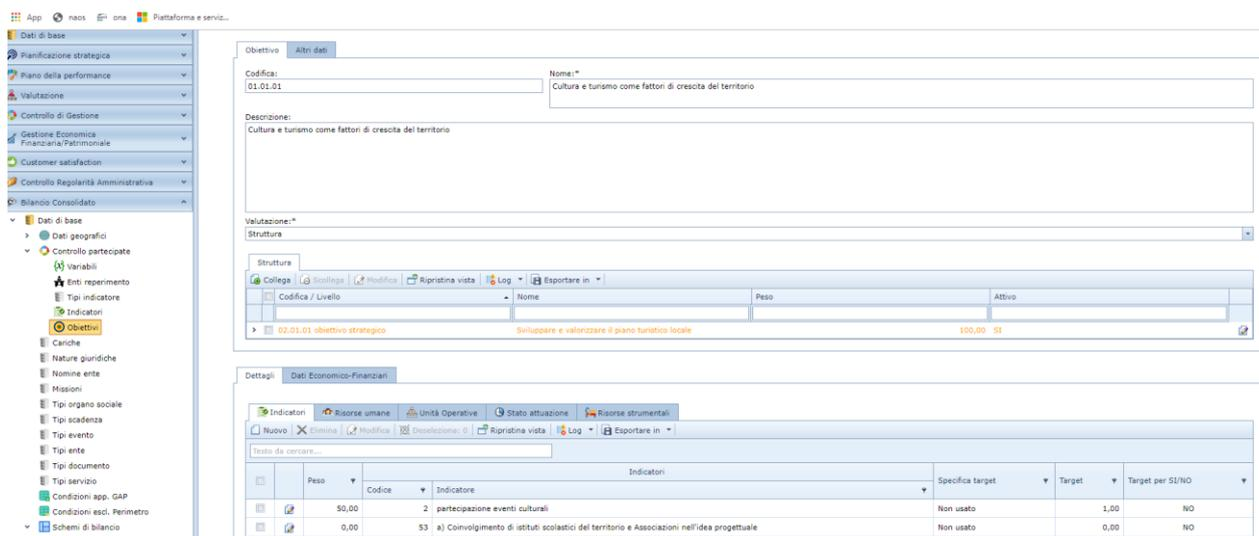 App naos ona Piattaforma e serviz...
Dati di base
Pianificazione strategica
Piano della performance
Valutazione
Controllo di Gestione
Gestione Economica
Finanziaria/Patrimoniale
Customer satisfaction
Controllo Regolarità Amministrativa
Bilancio Consolidato
Dati di base
Dati geografici
Controllo partecipate
Variabili
Enti reperimento
Tipi indicatore
Indicatori
Obiettivi
Cariche
Nature giuridiche
Nomine ente
Missioni
Tipi organo sociale
Tipi scadenza
Tipi evento
Tipi ente
Tipi documento
Tipi servizio
Condizioni app. GAP
Condizioni escl. Perimetro
Schemi di bilancio
Obiettivo Altri dati
Codifica: Nome:*
01.01.01 Cultura e turismo come fattori di crescita del territorio
Descrizione:
Cultura e turismo come fattori di crescita del territorio
Valutazione:*
Struttura
Struttura
Collega Scollega Modifica Ripristina vista Log Esportare in
Codifica / Livello Nome Peso Attivo
02.01.01 obiettivo strategico Sviluppare e valorizzare il piano turistico locale 100,00 SI
Dettagli Dati Economico-Finanziari
Indicatori Risorse umane Unità Operative Stato attuazione Risorse strumentali
Nuovo Elimina Modifica Deselezione: 0 Ripristina vista Log Esportare in
Testo da cercare...
Indicatori
Peso Codice Indicatore Specifica target Target Target per SI/NO
50,00 2 partecipazione eventi culturali Non usato 1,00 NO
0,00 53 a) Coinvolgimento di istituti scolastici del territorio e Associazioni nell'idea progettuale Non usato 0,00 NO